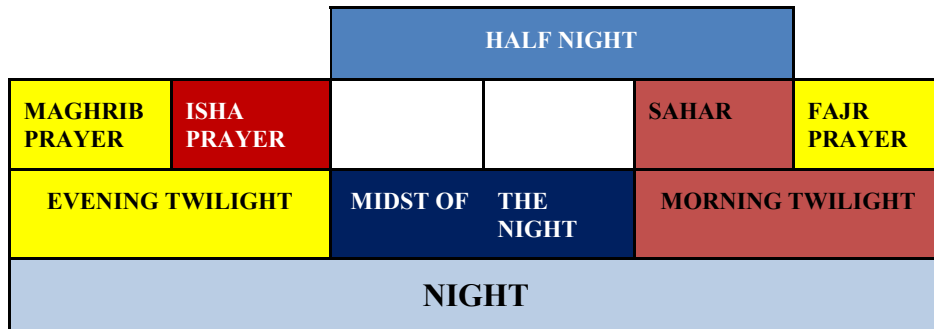 HALF NIGHT
MAGHRIB PRAYER
ISHA PRAYER
SAHAR
FAJR PRAYER
EVENING TWILIGHT
MIDST OF THE NIGHT
MORNING TWILIGHT
NIGHT